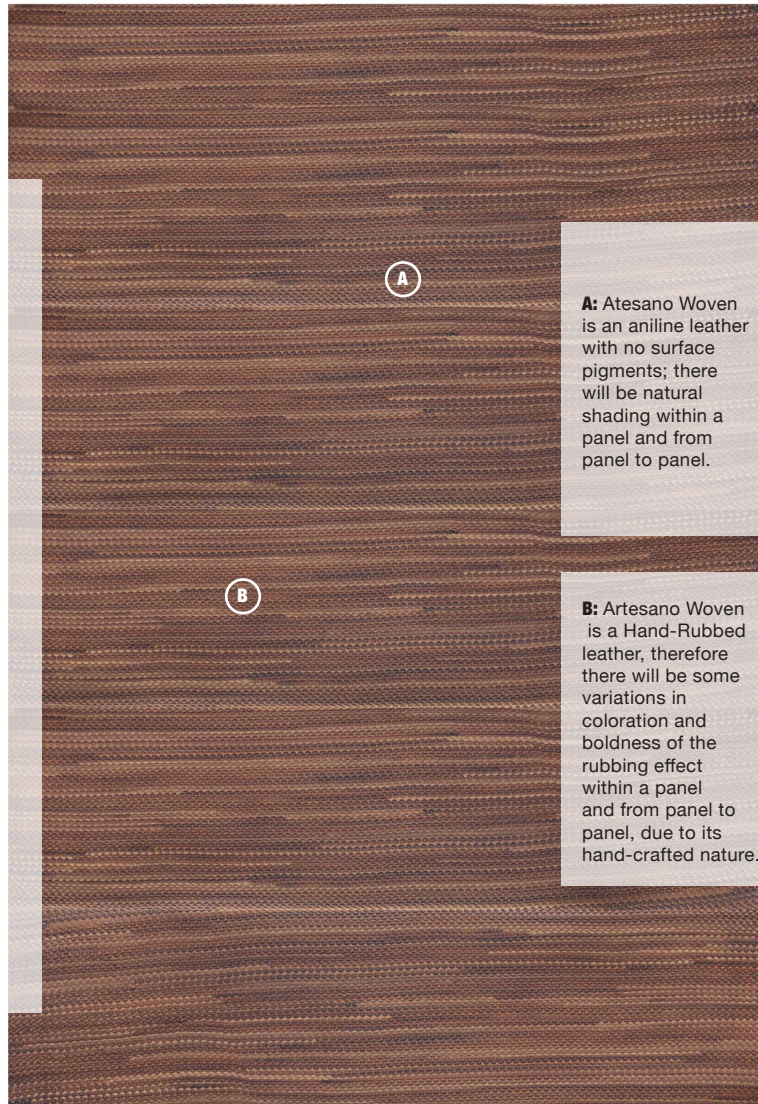 A
A: Atesano Woven
is an aniline leather
with no surface
pigments; there
will be natural
shading within a
panel and from
panel to panel.
B
B: Artesano Woven
is a Hand-Rubbed
leather, therefore
there will be some
variations in
coloration and
boldness of the
rubbing effect
within a panel
and from panel to
panel, due to its
hand-crafted nature.